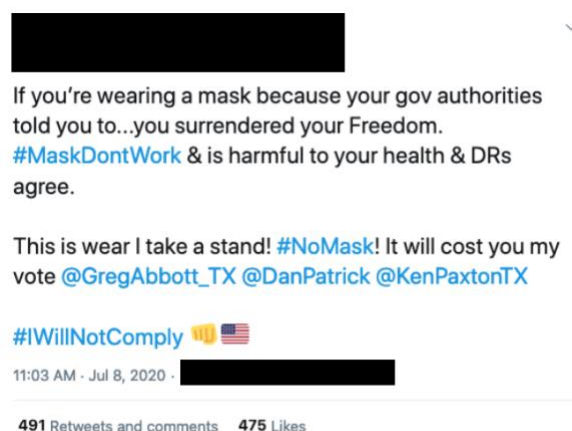 If you're wearing a mask because your gov authorities
told you to...you surrendered your Freedom.
#MaskDontWork & is harmful to your health & DRs
agree.
This is wear I take a stand! #NoMask! It will cost you my
vote @GregAbbott_TX @DanPatrick @KenPaxtonTX
#IWillNotComply 👊🇺🇸
11:03 AM · Jul 8, 2020 ·
491 Retweets and comments 475 Likes